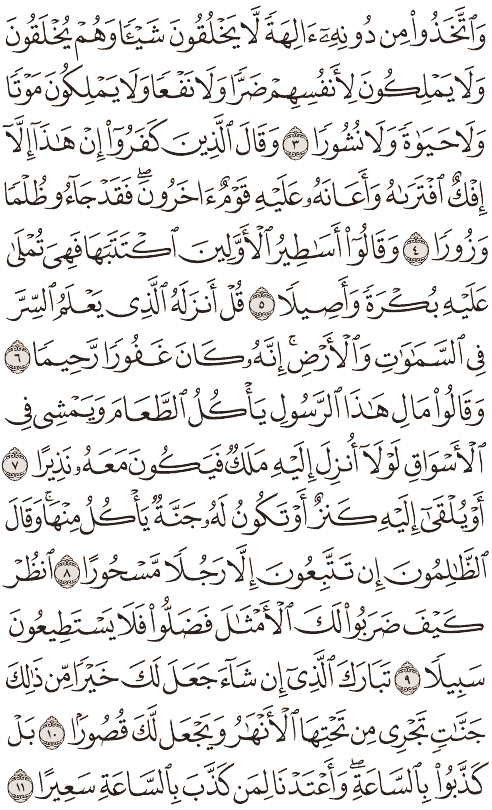 وَٱتَّخَذُوا۟ مِن دُونِهِۦٓ ءَالِهَةً لَّا يَخْلُقُونَ شَيْـًٔا وَهُمْ يُخْلَقُونَ
وَلَا يَمْلِكُونَ لِأَنفُسِهِمْ ضَرًّا وَلَا نَفْعًا وَلَا يَمْلِكُونَ مَوْتًا
وَلَا حَيَوٰةً وَلَا نُشُورًا ٣ وَقَالَ ٱلَّذِينَ كَفَرُوٓا۟ إِنْ هَـٰذَآ إِلَّآ
إِفْكٌ ٱفْتَرَىٰهُ وَأَعَانَهُۥ عَلَيْهِ قَوْمٌ ءَاخَرُونَ ۖ فَقَدْ جَآءُو ظُلْمًا
وَزُورًا ٤ وَقَالُوٓا۟ أَسَـٰطِيرُ ٱلْأَوَّلِينَ ٱكْتَتَبَهَا فَهِىَ تُمْلَىٰ
عَلَيْهِ بُكْرَةً وَأَصِيلًا ٥ قُلْ أَنزَلَهُ ٱلَّذِى يَعْلَمُ ٱلسِّرَّ
فِى ٱلسَّمَـٰوَٰتِ وَٱلْأَرْضِ ۚ إِنَّهُۥ كَانَ غَفُورًا رَّحِيمًا ٦
وَقَالُوا۟ مَالِ هَـٰذَا ٱلرَّسُولِ يَأْكُلُ ٱلطَّعَامَ وَيَمْشِى فِى
ٱلْأَسْوَاقِ ۙ لَوْلَآ أُنزِلَ إِلَيْهِ مَلَكٌ فَيَكُونَ مَعَهُۥ نَذِيرًا ٧
أَوْ يُلْقَىٰٓ إِلَيْهِ كَنزٌ أَوْ تَكُونُ لَهُۥ جَنَّةٌ يَأْكُلُ مِنْهَا ۚ وَقَالَ
ٱلظَّـٰلِمُونَ إِن تَتَّبِعُونَ إِلَّا رَجُلًا مَّسْحُورًا ٨ ٱنظُرْ
كَيْفَ ضَرَبُوا۟ لَكَ ٱلْأَمْثَـٰلَ فَضَلُّوا۟ فَلَا يَسْتَطِيعُونَ
سَبِيلًا ٩ تَبَارَكَ ٱلَّذِىٓ إِن شَآءَ جَعَلَ لَكَ خَيْرًا مِّن ذَٰلِكَ
جَنَّـٰتٍ تَجْرِى مِن تَحْتِهَا ٱلْأَنْهَـٰرُ وَيَجْعَل لَّكَ قُصُورًۢا ١٠ بَلْ
كَذَّبُوا۟ بِٱلسَّاعَةِ ۖ وَأَعْتَدْنَا لِمَن كَذَّبَ بِٱلسَّاعَةِ سَعِيرًا ١١